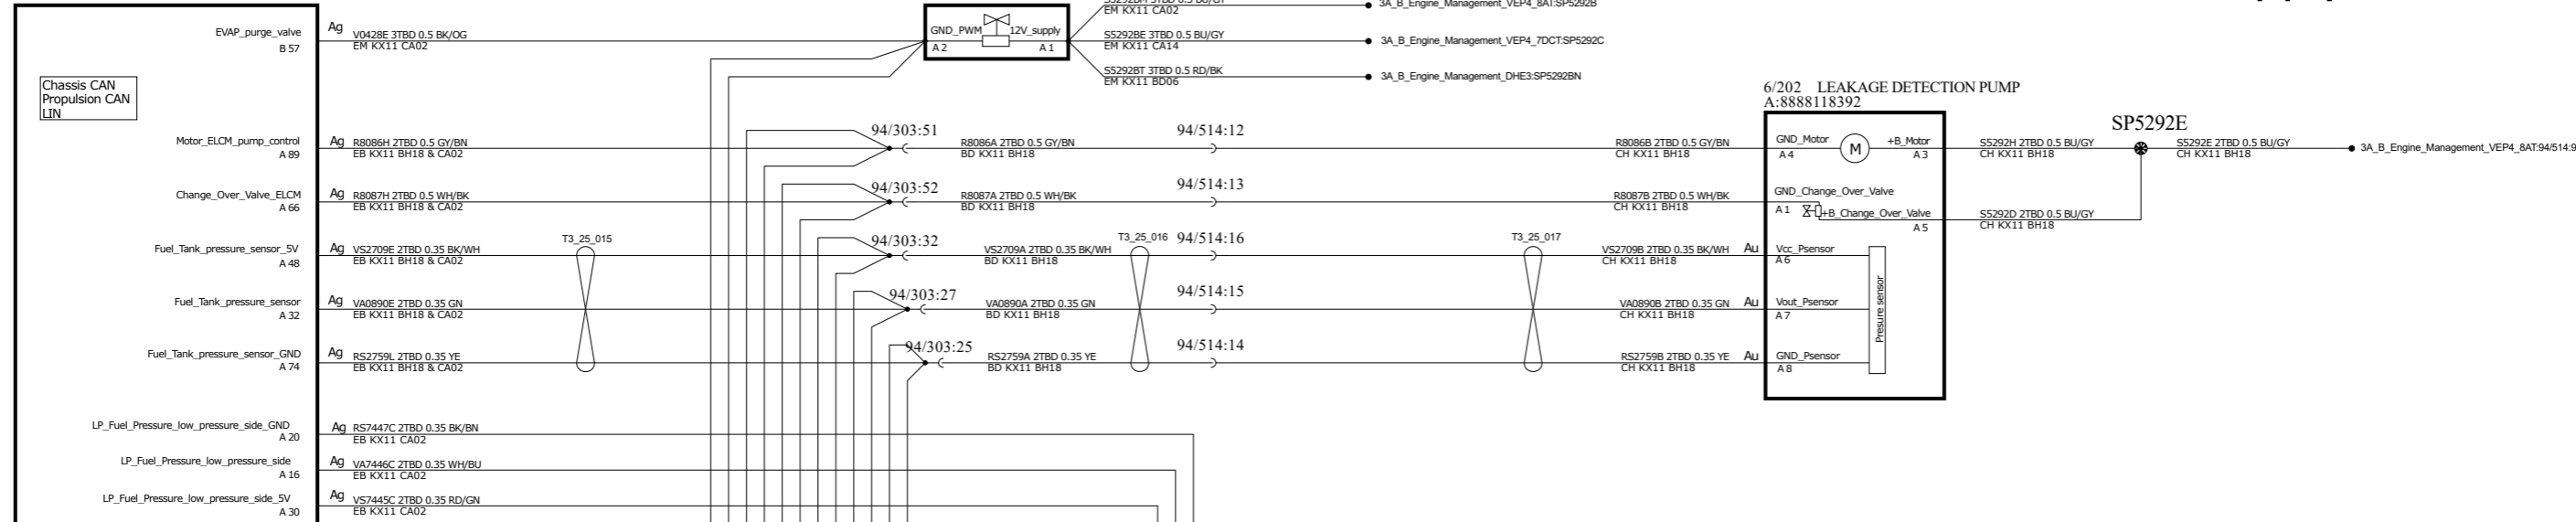 EVAP_purge_valve
B 57
Ag
V0428E 3TBD 0.5 BK/OG
EM KX11 CA02
GND_PWM
12V_supply
A 2
A 1
EM KX11 CA02
3A_B_Engine_Management_VEP4_8AT:SP5292B
S5292BE 3TBD 0.5 BU/GY
EM KX11 CA14
3A_B_Engine_Management_VEP4_7DCT:SP5292C
S5292BT 3TBD 0.5 RD/BK
EM KX11 BD06
3A_B_Engine_Management_DHE3:SP5292BN
Chassis CAN
Propulsion CAN
LIN
6/202 LEAKAGE DETECTION PUMP
A:8888118392
SP5292E
Motor_ELCM_pump_control
A 89
Ag
R8086H 2TBD 0.5 GY/BN
EB KX11 BH18 & CA02
94/303:51
R8086A 2TBD 0.5 GY/BN
BD KX11 BH18
94/514:12
R8086B 2TBD 0.5 GY/BN
CH KX11 BH18
GND_Motor
A 4
M
+B_Motor
A 3
S5292H 2TBD 0.5 BU/GY
CH KX11 BH18
S5292E 2TBD 0.5 BU/GY
CH KX11 BH18
3A_B_Engine_Management_VEP4_8AT:94/514:9
Change_Over_Valve_ELCM
A 66
Ag
R8087H 2TBD 0.5 WH/BK
EB KX11 BH18 & CA02
94/303:52
R8087A 2TBD 0.5 WH/BK
BD KX11 BH18
94/514:13
R8087B 2TBD 0.5 WH/BK
CH KX11 BH18
GND_Change_Over_Valve
A 1
+B_Change_Over_Valve
A 5
S5292D 2TBD 0.5 BU/GY
CH KX11 BH18
Fuel_Tank_pressure_sensor_5V
A 48
Ag
VS2709E 2TBD 0.35 BK/WH
EB KX11 BH18 & CA02
T3_25_015
94/303:32
VS2709A 2TBD 0.35 BK/WH
BD KX11 BH18
T3_25_016
94/514:16
T3_25_017
VS2709B 2TBD 0.35 BK/WH
CH KX11 BH18
Au
Vcc_Psensor
A 6
Fuel_Tank_pressure_sensor
A 32
Ag
VA0890E 2TBD 0.35 GN
EB KX11 BH18 & CA02
94/303:27
VA0890A 2TBD 0.35 GN
BD KX11 BH18
94/514:15
VA0890B 2TBD 0.35 GN
CH KX11 BH18
Au
Vout_Psensor
A 7
Presure sensor
Fuel_Tank_pressure_sensor_GND
A 74
Ag
RS2759L 2TBD 0.35 YE
EB KX11 BH18 & CA02
94/303:25
RS2759A 2TBD 0.35 YE
BD KX11 BH18
94/514:14
RS2759B 2TBD 0.35 YE
CH KX11 BH18
Au
GND_Psensor
A 8
LP_Fuel_Pressure_low_pressure_side_GND
A 20
Ag
RS7447C 2TBD 0.35 BK/BN
EB KX11 CA02
LP_Fuel_Pressure_low_pressure_side
A 16
Ag
VA7446C 2TBD 0.35 WH/BU
EB KX11 CA02
LP_Fuel_Pressure_low_pressure_side_5V
A 30
Ag
VS7445C 2TBD 0.35 RD/GN
EB KX11 CA02